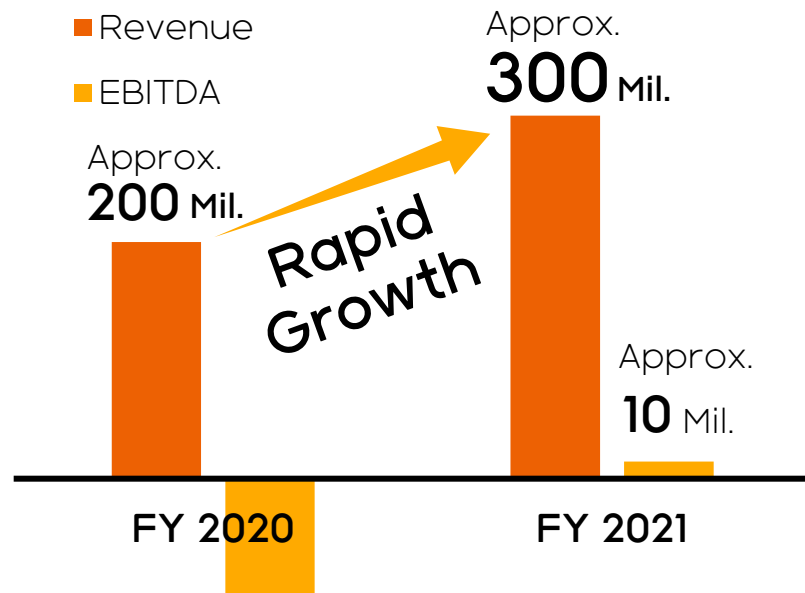 Revenue
EBITDA
Approx.
200 Mil.
Rapid
Growth
Approx.
300 Mil.
Approx.
10 Mil.
FY 2020
FY 2021